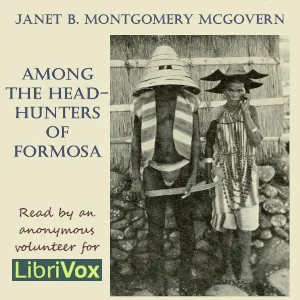 JANET B. MONTGOMERY MCGOVERN
AMONG
THE HEAD-
HUNTERS
OF
FORMOSA
Read by an
anonymous
volunteer for
LibriVox